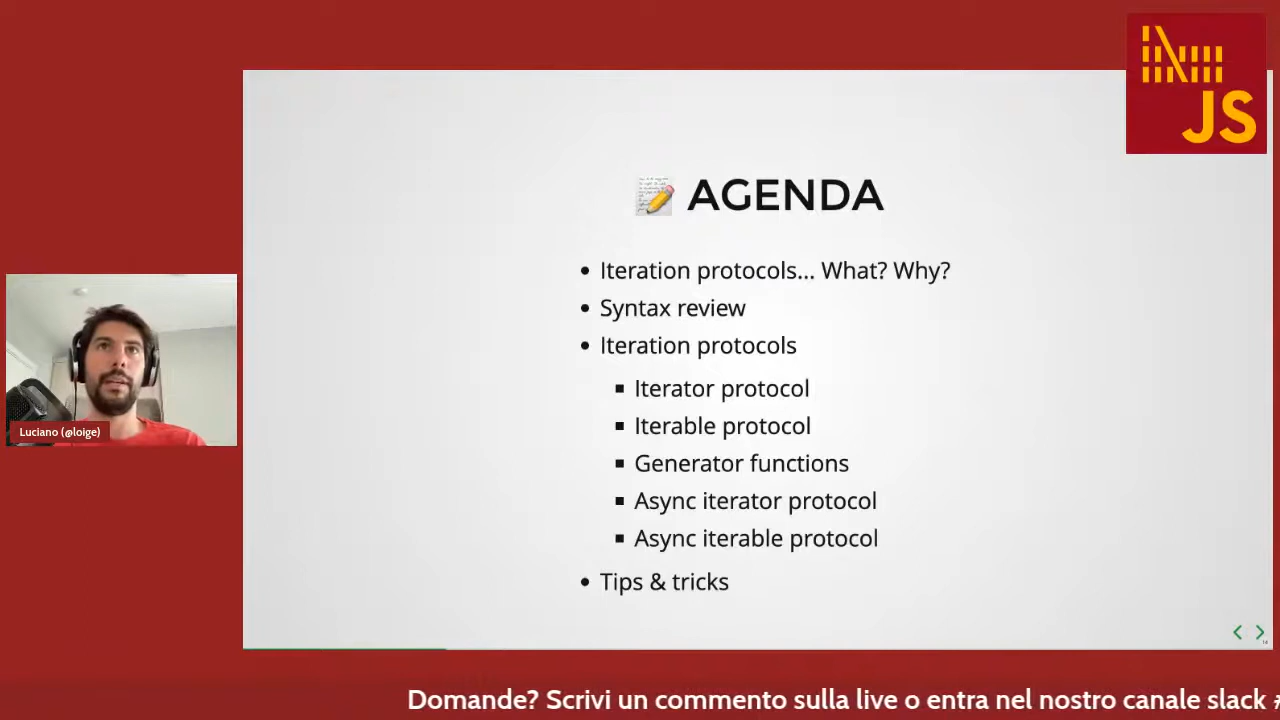 JS
AGENDA
Iteration protocols... What? Why?
Syntax review
Iteration protocols
Iterator protocol
Iterable protocol
Generator functions
Async iterator protocol
Async iterable protocol
Tips & tricks
Luciano (@loige)
Domande? Scrivi un commento sulla live o entra nel nostro canale slack